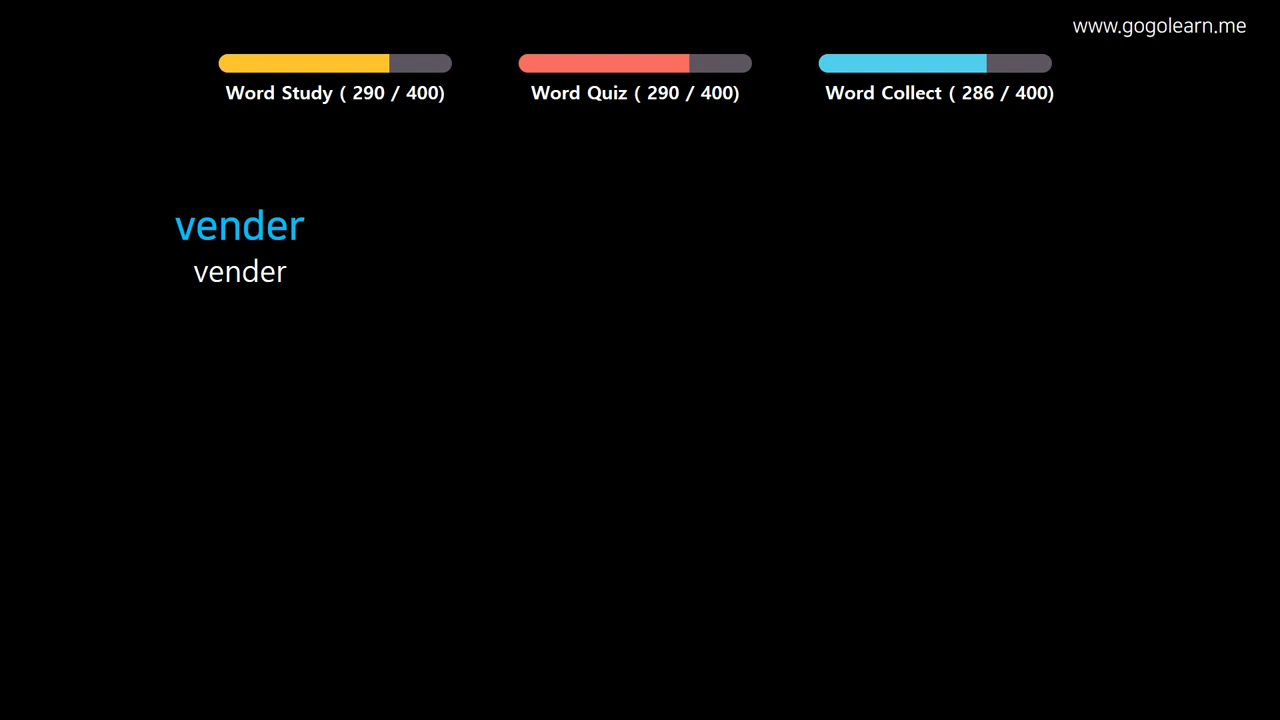 www.gogolearn.me
Word Study ( 290 / 400)
Word Quiz ( 290 / 400)
Word Collect ( 286 / 400)
vender
vender